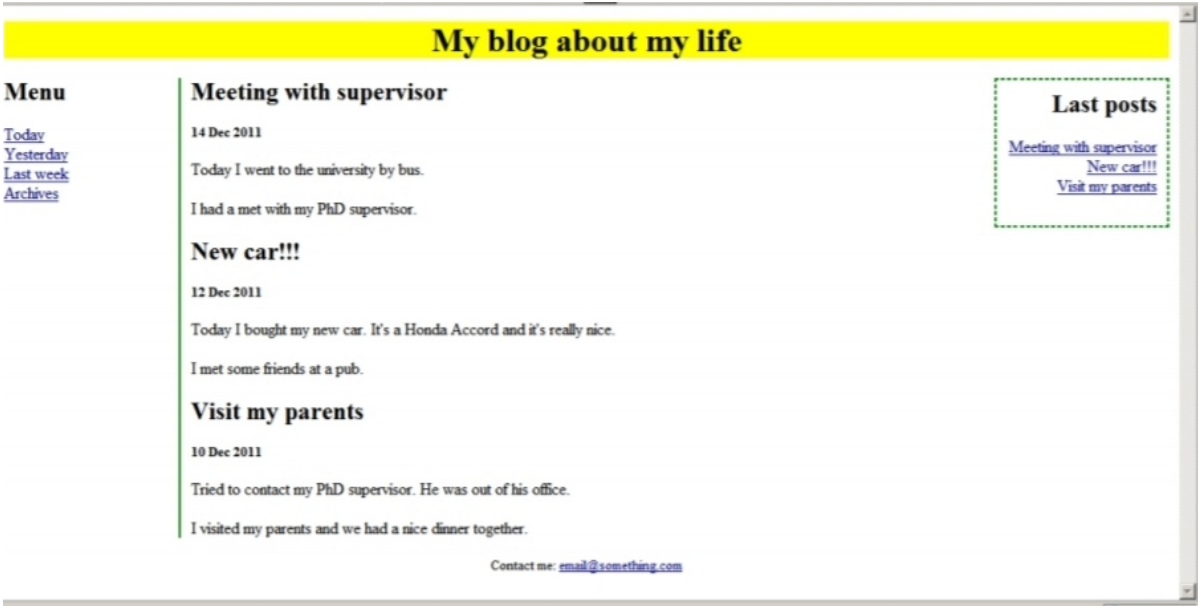 My blog about my life
Menu
Today
Yesterday
Last week
Archives
Meeting with supervisor
14 Dec 2011
Today I went to the university by bus.
I had a met with my PhD supervisor.
New car!!!
12 Dec 2011
Today I bought my new car. It's a Honda Accord and it's really nice.
I met some friends at a pub.
Visit my parents
10 Dec 2011
Tried to contact my PhD supervisor. He was out of his office.
I visited my parents and we had a nice dinner together.
Last posts
Meeting with supervisor
New car!!!
Visit my parents
Contact me: email@something.com